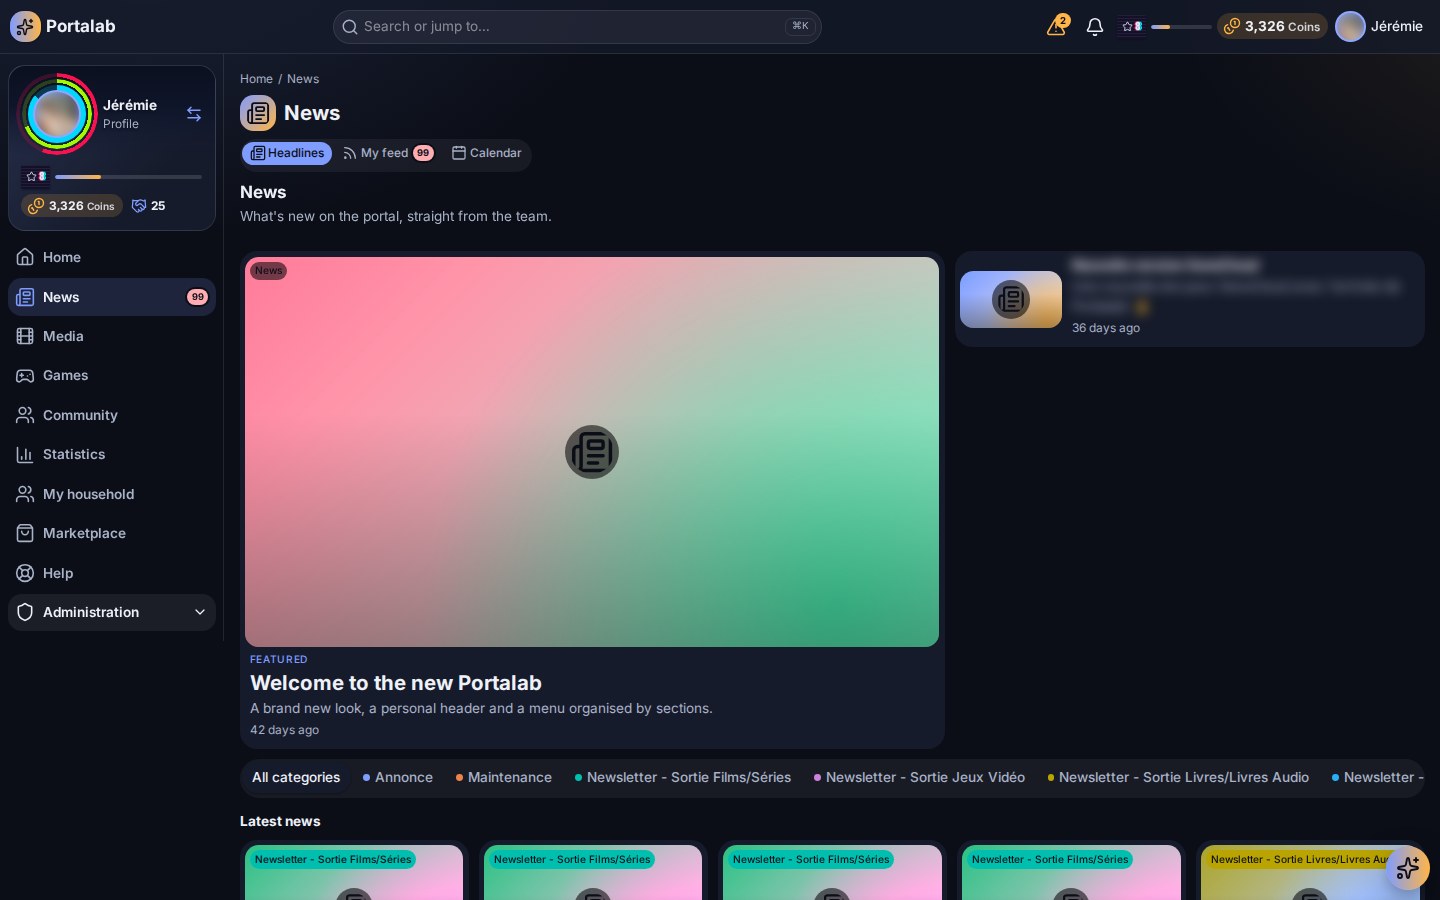 Portalab
Search or jump to...
⌘K
2
3,326 Coins
Jérémie
Jérémie
Profile
3,326 Coins
25
Home
News
99
Media
Games
Community
Statistics
My household
Marketplace
Help
Administration
Home / News
News
Headlines
My feed 99
Calendar
News
What's new on the portal, straight from the team.
News
FEATURED
Welcome to the new Portalab
A brand new look, a personal header and a menu organised by sections.
42 days ago
36 days ago
All categories
Annonce
Maintenance
Newsletter - Sortie Films/Séries
Newsletter - Sortie Jeux Vidéo
Newsletter - Sortie Livres/Livres Audio
Newsletter -
Latest news
Newsletter - Sortie Films/Séries
Newsletter - Sortie Films/Séries
Newsletter - Sortie Films/Séries
Newsletter - Sortie Films/Séries
Newsletter - Sortie Livres/Livres